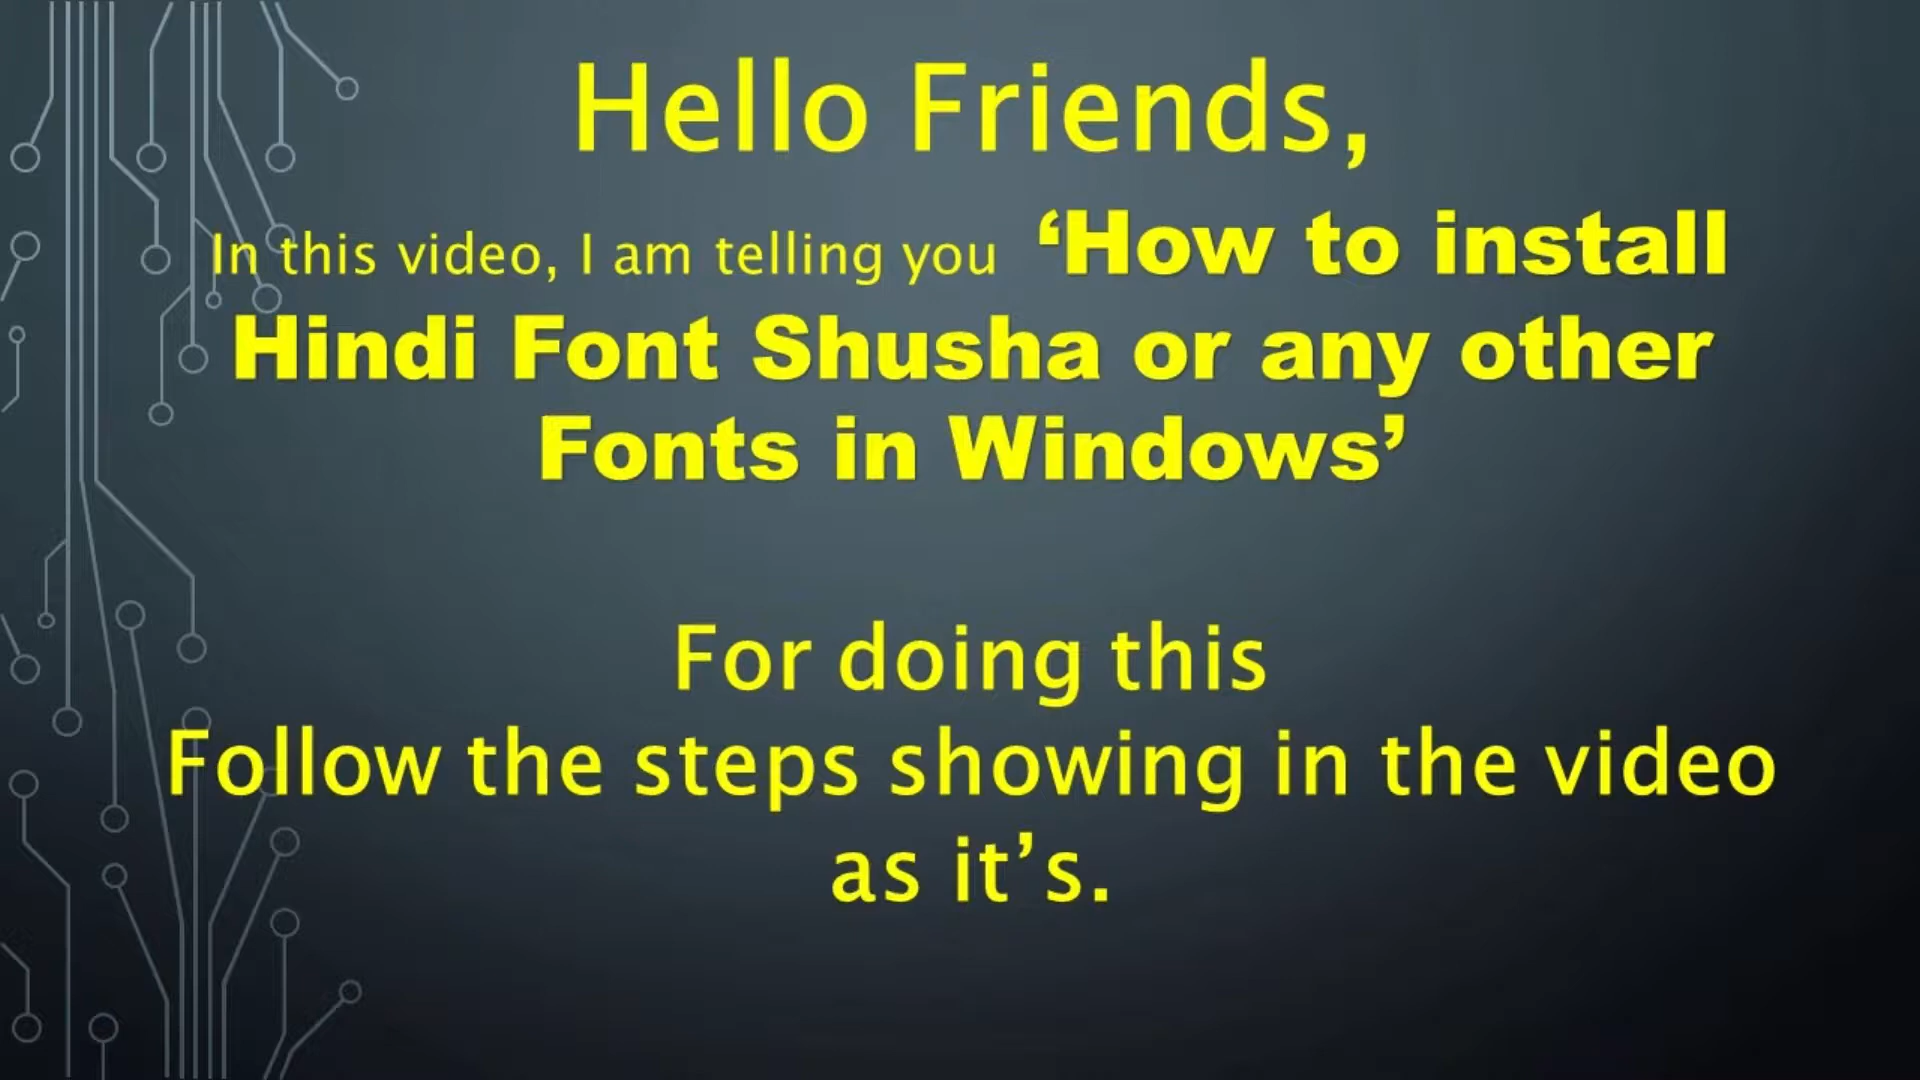 Hello Friends,
In this video, I am telling you ‘How to install
Hindi Font Shusha or any other
Fonts in Windows’
For doing this
Follow the steps showing in the video
as it’s.